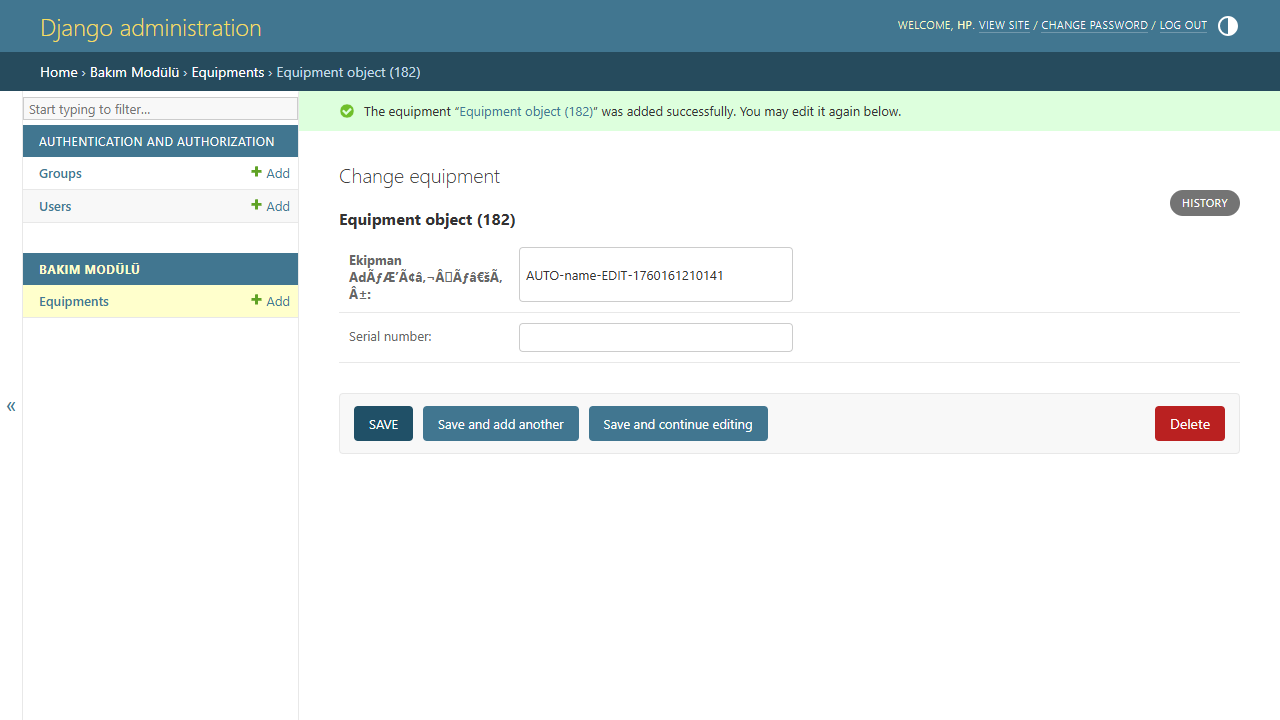 Django administration
WELCOME, HP. VIEW SITE / CHANGE PASSWORD / LOG OUT
Home › Bakım Modülü › Equipments › Equipment object (182)
Start typing to filter...
AUTHENTICATION AND AUTHORIZATION
Groups + Add
Users + Add
BAKIM MODÜLÜ
Equipments + Add
«
The equipment “Equipment object (182)” was added successfully. You may edit it again below.
Change equipment
HISTORY
Equipment object (182)
Ekipman
AdÃƒÆ’Ã¢â‚¬Â Ãƒâ€šÃ‚
Â±:
AUTO-name-EDIT-1760161210141
Serial number:
SAVE
Save and add another
Save and continue editing
Delete